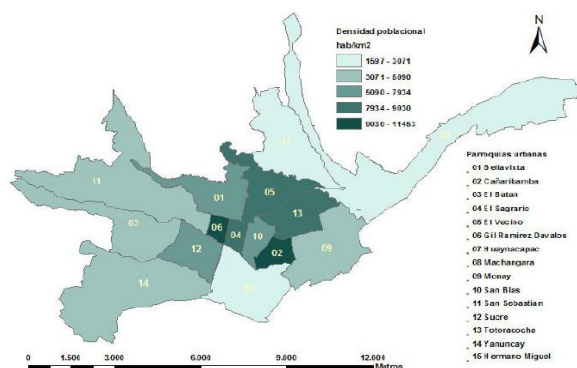 Densidad poblacional
hab/km2
1597 - 3071
3071 - 5090
5090 - 7934
7934 - 9030
9030 - 11453
N
Parroquias urbanas
01 Bellavista
02 Cañaribamba
03 El Batan
04 El Sagrario
05 El Vecino
06 Gil Ramirez Davalos
07 Huaynacapac
08 Machangara
09 Monay
10 San Blas
11 San Sebastian
12 Sucre
13 Totoracocha
14 Yanuncay
15 Hermano Miguel
11
01
05
13
03
06
04
10
12
02
09
14
07
0 1.500 3.000 6.000 9.000 12.000
Metros